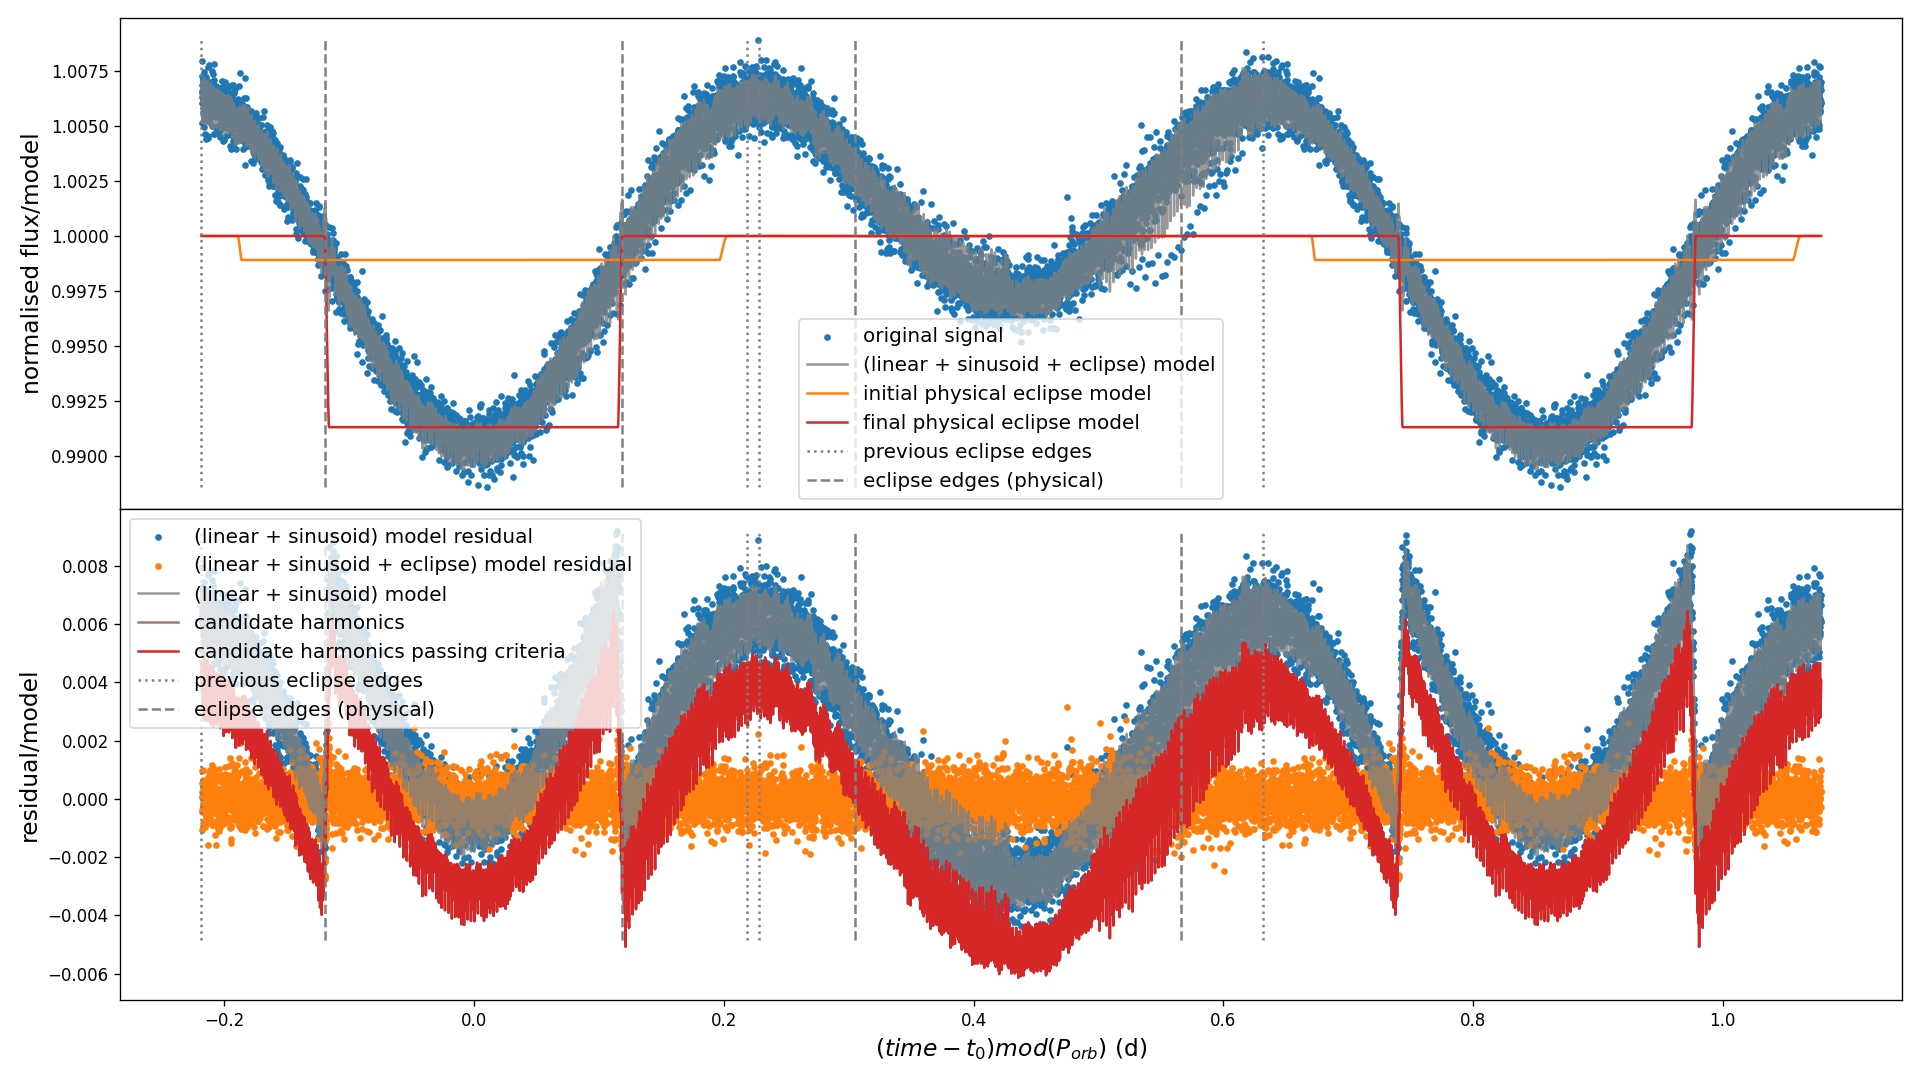 normalised flux/model
1.0075
1.0050
1.0025
1.0000
0.9975
0.9950
0.9925
0.9900
original signal
(linear + sinusoid + eclipse) model
initial physical eclipse model
final physical eclipse model
previous eclipse edges
eclipse edges (physical)
residual/model
0.008
0.006
0.004
0.002
0.000
−0.002
−0.004
−0.006
(linear + sinusoid) model residual
(linear + sinusoid + eclipse) model residual
(linear + sinusoid) model
candidate harmonics
candidate harmonics passing criteria
previous eclipse edges
eclipse edges (physical)
−0.2 0.0 0.2 0.4 0.6 0.8 1.0
(time − t0)mod(Porb) (d)